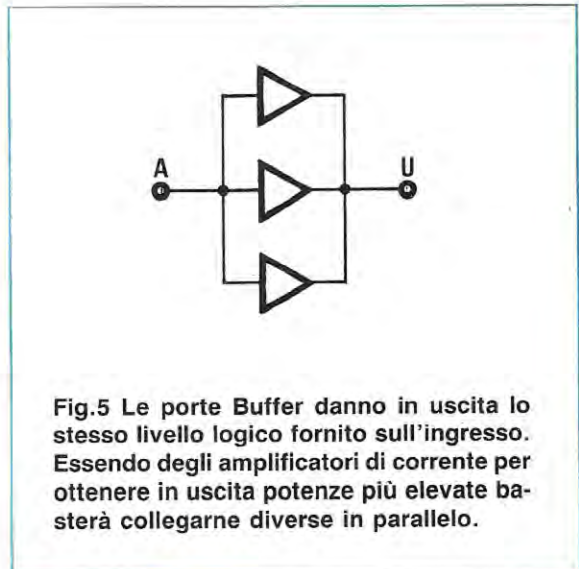 A
U
Fig.5 Le porte Buffer danno in uscita lo
stesso livello logico fornito sull'ingresso.
Essendo degli amplificatori di corrente per
ottenere in uscita potenze più elevate ba-
sterà collegarne diverse in parallelo.